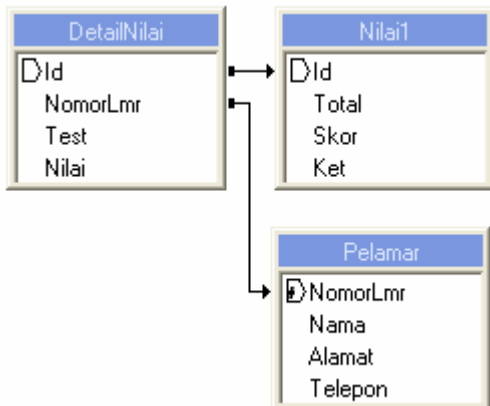 DetailNilai
Id
NomorLmr
Test
Nilai
Nilai1
Id
Total
Skor
Ket
Pelamar
NomorLmr
Nama
Alamat
Telepon